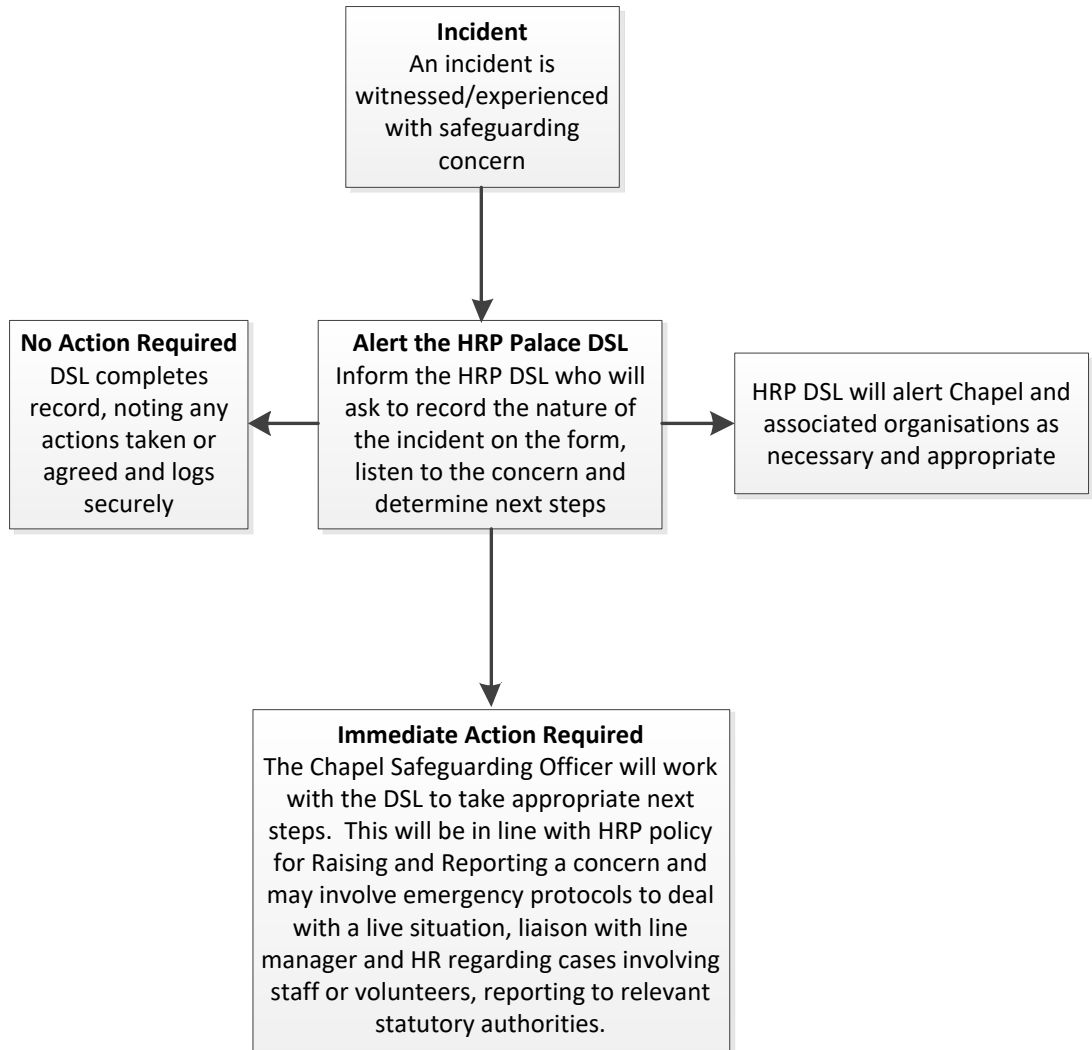 Incident
An incident is
witnessed/experienced
with safeguarding
concern
No Action Required
DSL completes
record, noting any
actions taken or
agreed and logs
securely
Alert the HRP Palace DSL
Inform the HRP DSL who will
ask to record the nature of
the incident on the form,
listen to the concern and
determine next steps
HRP DSL will alert Chapel and
associated organisations as
necessary and appropriate
Immediate Action Required
The Chapel Safeguarding Officer will work
with the DSL to take appropriate next
steps.  This will be in line with HRP policy
for Raising and Reporting a concern and
may involve emergency protocols to deal
with a live situation, liaison with line
manager and HR regarding cases involving
staff or volunteers, reporting to relevant
statutory authorities.